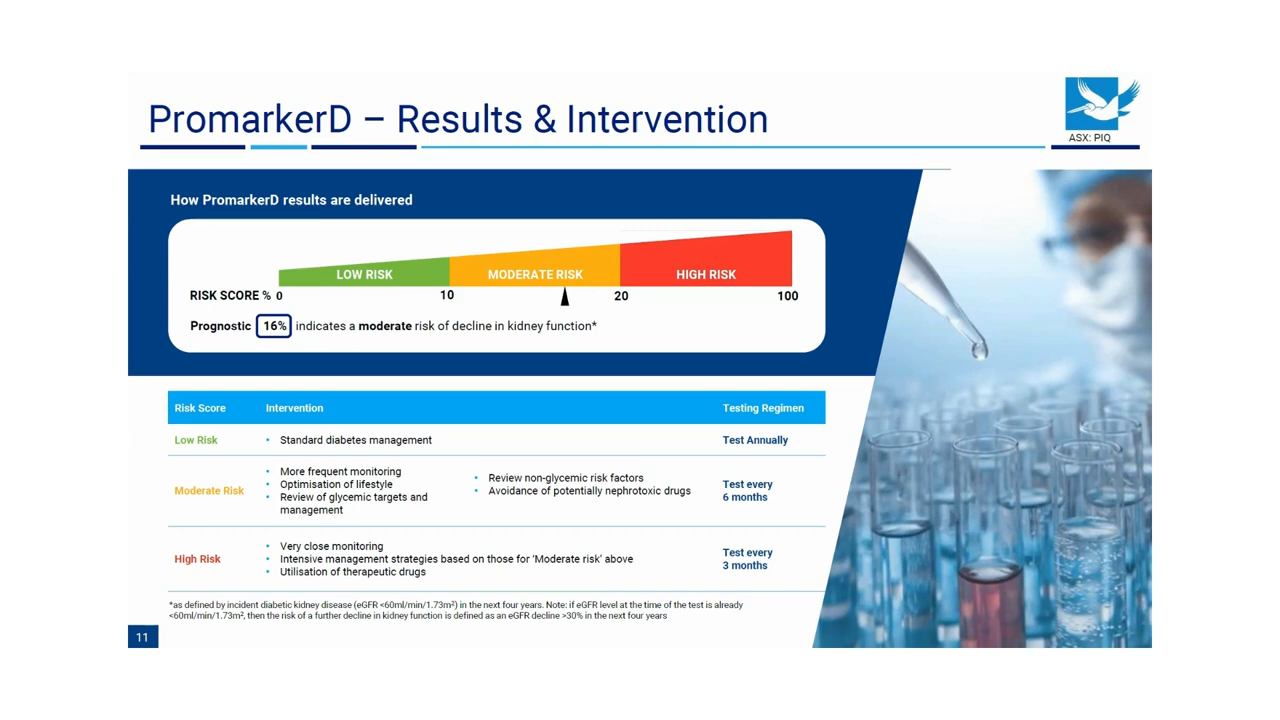 PromarkerD – Results & Intervention
ASX: PIQ
How PromarkerD results are delivered
LOW RISK
MODERATE RISK
HIGH RISK
RISK SCORE % 0 10 20 100
Prognostic 16% indicates a moderate risk of decline in kidney function*
Risk Score Intervention Testing Regimen
Low Risk • Standard diabetes management Test Annually
Moderate Risk
• More frequent monitoring
• Optimisation of lifestyle
• Review of glycemic targets and
management
• Review non-glycemic risk factors
• Avoidance of potentially nephrotoxic drugs
Test every
6 months
High Risk
• Very close monitoring
• Intensive management strategies based on those for ‘Moderate risk’ above
• Utilisation of therapeutic drugs
Test every
3 months
*as defined by incident diabetic kidney disease (eGFR <60ml/min/1.73m²) in the next four years. Note: if eGFR level at the time of the test is already
<60ml/min/1.73m², then the risk of a further decline in kidney function is defined as an eGFR decline >30% in the next four years
11